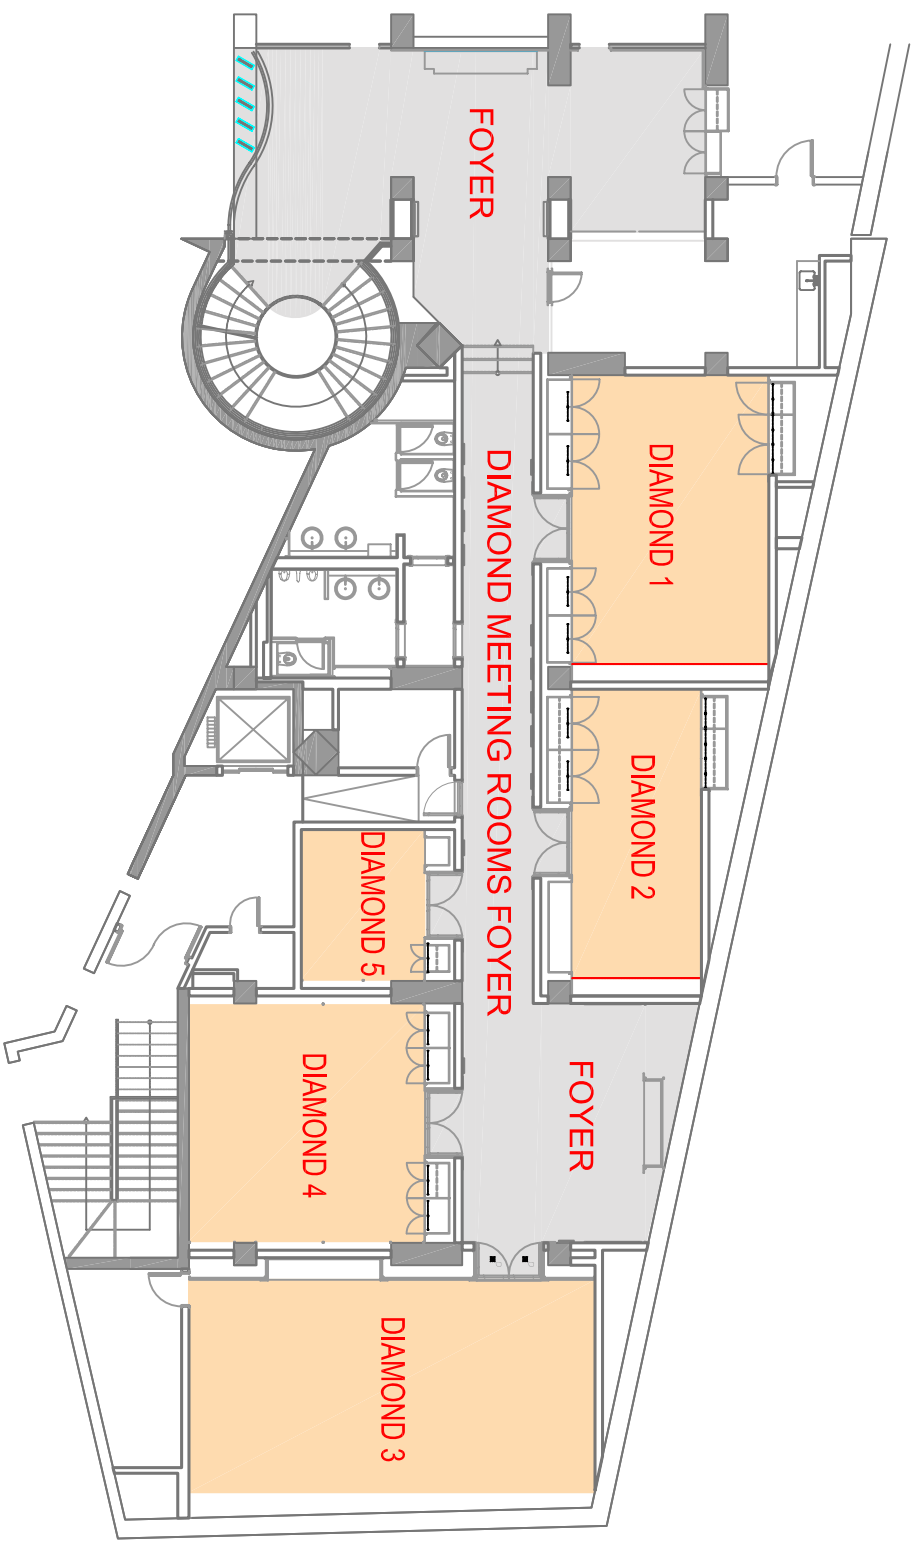 FOYER
DIAMOND 1
DIAMOND MEETING ROOMS FOYER
DIAMOND 2
DIAMOND 5
DIAMOND 4
FOYER
DIAMOND 3